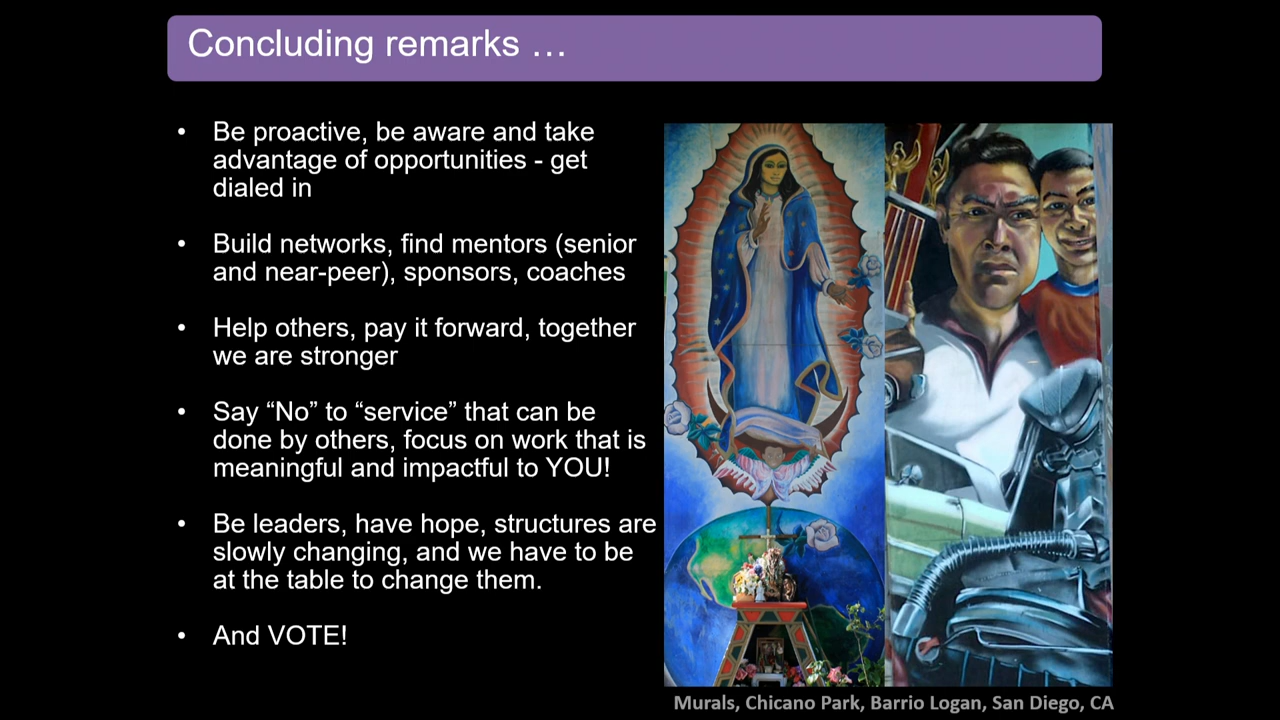 Concluding remarks …
• Be proactive, be aware and take
advantage of opportunities - get
dialed in
• Build networks, find mentors (senior
and near-peer), sponsors, coaches
• Help others, pay it forward, together
we are stronger
• Say “No” to “service” that can be
done by others, focus on work that is
meaningful and impactful to YOU!
• Be leaders, have hope, structures are
slowly changing, and we have to be
at the table to change them.
• And VOTE!
Murals, Chicano Park, Barrio Logan, San Diego, CA